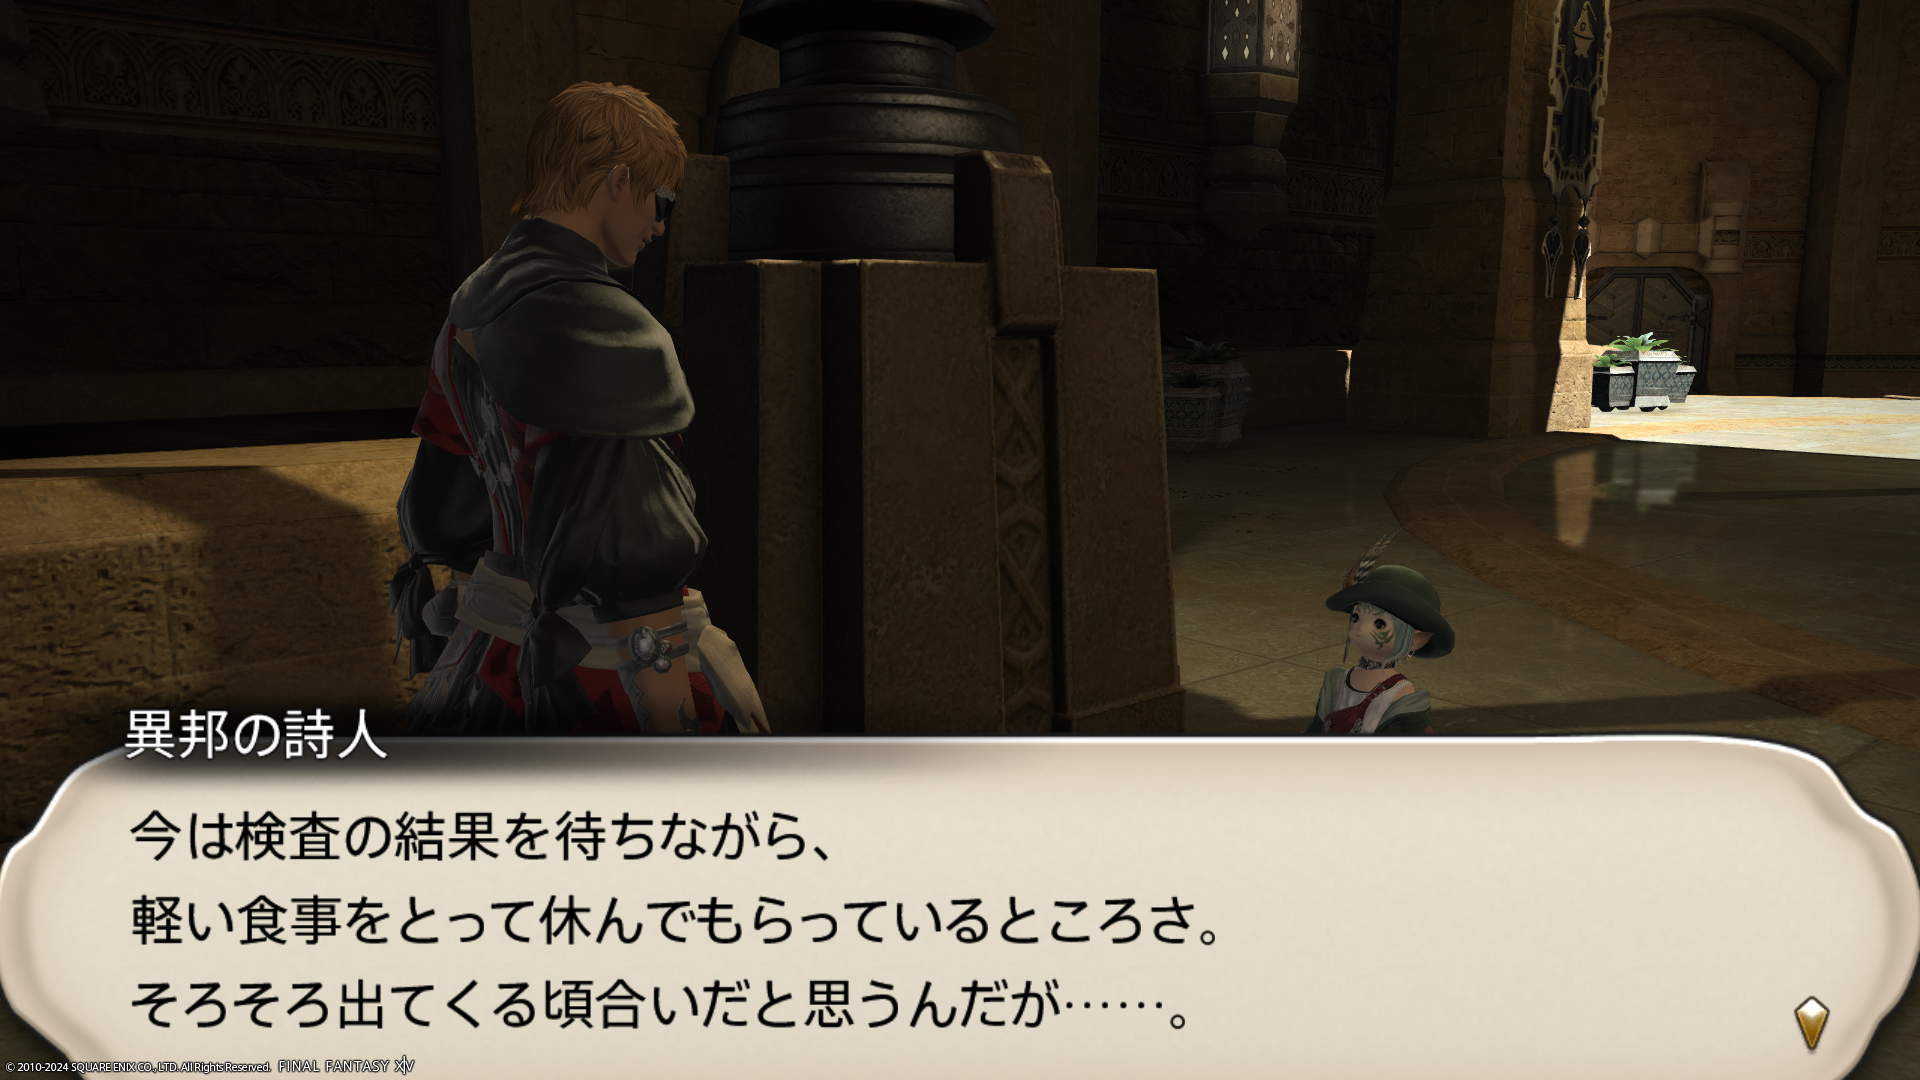 異邦の詩人
今は検査の結果を待ちながら、
軽い食事をとって休んでもらっているところさ。
そろそろ出てくる頃合いだと思うんだが……。
© 2010-2024 SQUARE ENIX CO., LTD. All Rights Reserved. FINAL FANTASY XIV